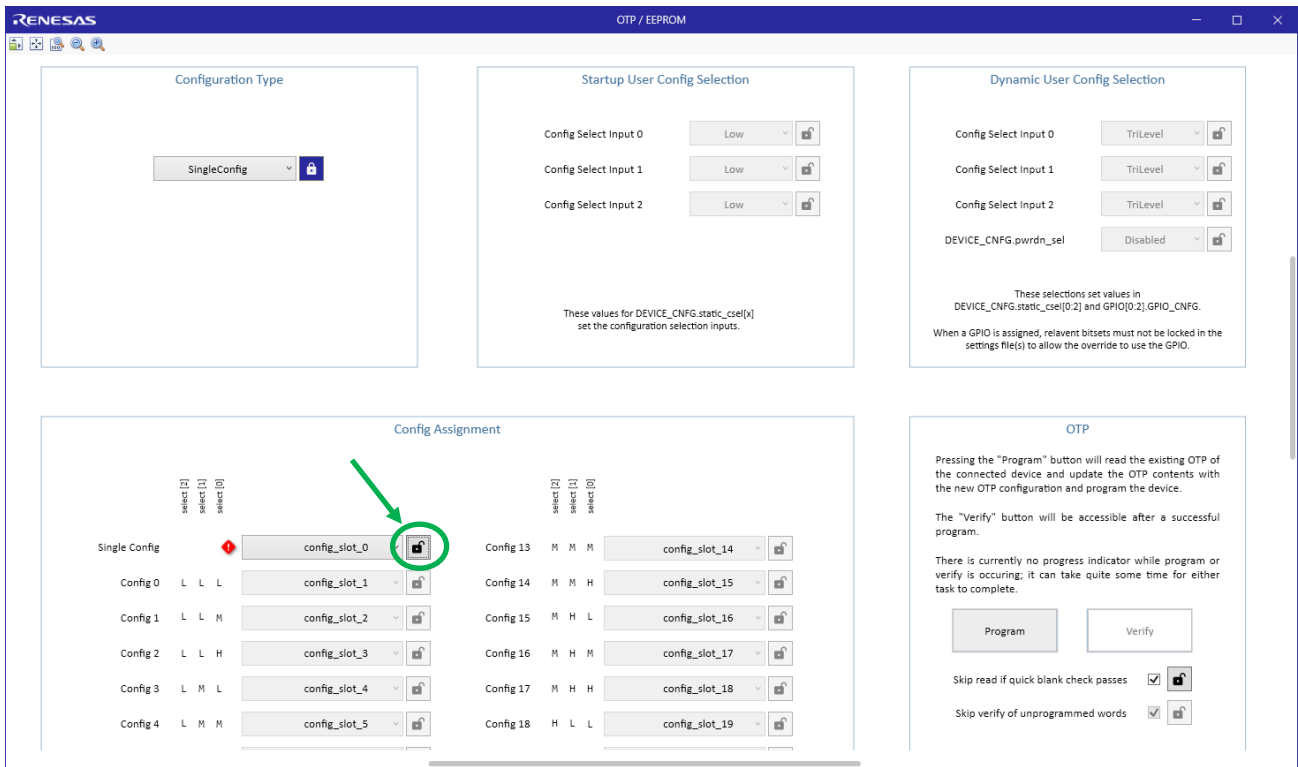 RENESAS
OTP / EEPROM
Configuration Type
SingleConfig
Startup User Config Selection
Config Select Input 0 Low
Config Select Input 1 Low
Config Select Input 2 Low
These values for DEVICE_CNFG.static_csel[x]
set the configuration selection inputs.
Dynamic User Config Selection
Config Select Input 0 TriLevel
Config Select Input 1 TriLevel
Config Select Input 2 TriLevel
DEVICE_CNFG.pwrdn_sel Disabled
These selections set values in
DEVICE_CNFG.static_csel[0:2] and GPIO[0:2].GPIO_CNFG.
When a GPIO is assigned, relavent bitsets must not be locked in the
settings file(s) to allow the override to use the GPIO.
Config Assignment
select [2]
select [1]
select [0]
Single Config config_slot_0
Config 0 L L L config_slot_1
Config 1 L L M config_slot_2
Config 2 L L H config_slot_3
Config 3 L M L config_slot_4
Config 4 L M M config_slot_5
select [2]
select [1]
select [0]
Config 13 M M M config_slot_14
Config 14 M M H config_slot_15
Config 15 M H L config_slot_16
Config 16 M H M config_slot_17
Config 17 M H H config_slot_18
Config 18 H L L config_slot_19
OTP
Pressing the "Program" button will read the existing OTP of
the connected device and update the OTP contents with
the new OTP configuration and program the device.
The "Verify" button will be accessible after a successful
program.
There is currently no progress indicator while program or
verify is occuring; it can take quite some time for either
task to complete.
Program Verify
Skip read if quick blank check passes
Skip verify of unprogrammed words